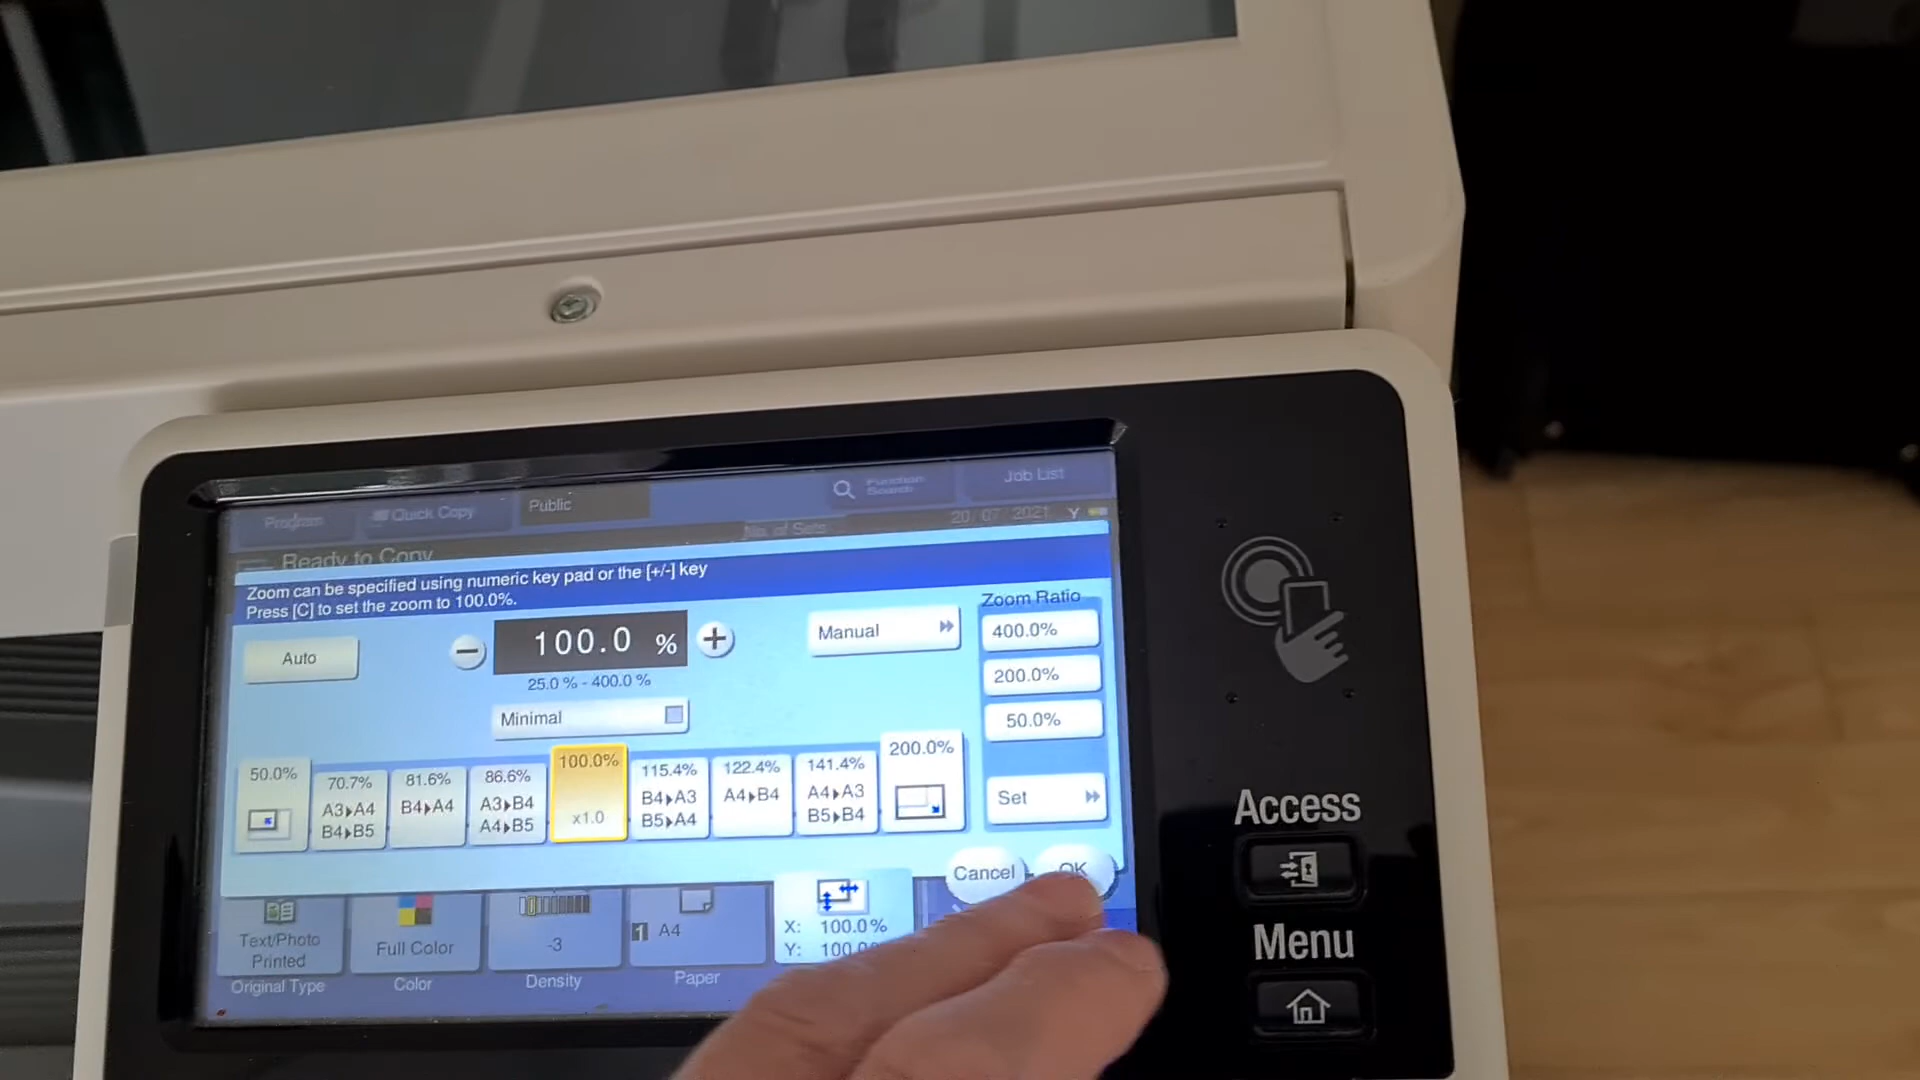 Program
Quick Copy
Public
Function Search
Job List
No. of Sets
20/07/2021
Y
Ready to Copy
Zoom can be specified using numeric key pad or the [+/-] key
Press [C] to set the zoom to 100.0%.
Auto
−
100.0 %
+
25.0 % - 400.0 %
Minimal
Manual
Zoom Ratio
400.0%
200.0%
50.0%
Set
50.0%
70.7%
A3▸A4
B4▸B5
81.6%
B4▸A4
86.6%
A3▸B4
A4▸B5
100.0%
x1.0
115.4%
B4▸A3
B5▸A4
122.4%
A4▸B4
141.4%
A4▸A3
B5▸B4
200.0%
Cancel
OK
Text/Photo
Printed
Original Type
Full Color
Color
-3
Density
1 A4
Paper
X: 100.0%
Y: 100.0%
Access
Menu